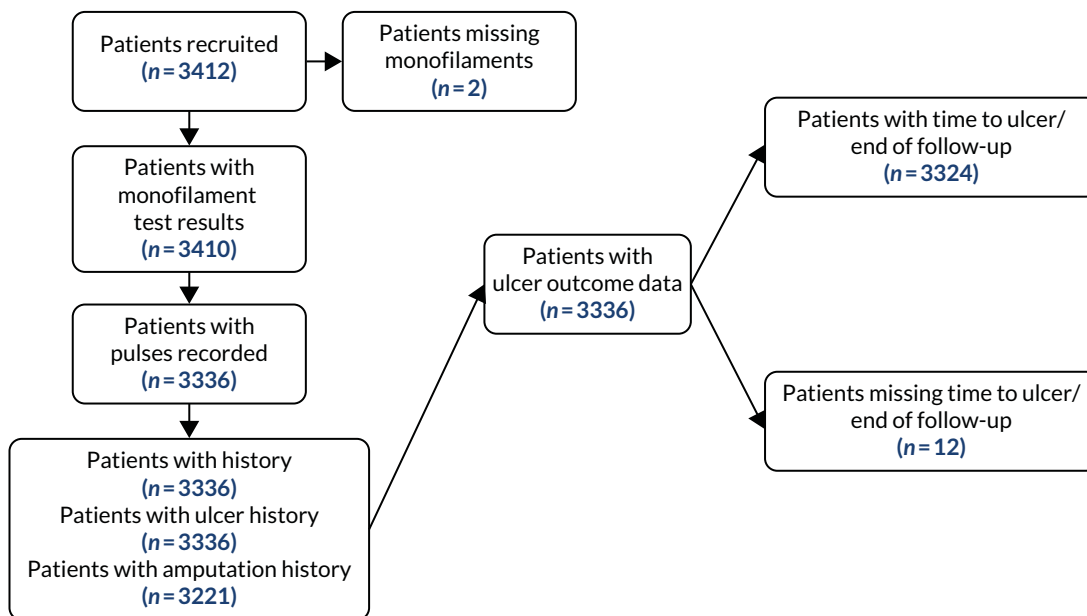 Patients recruited
(n = 3412)
Patients missing
monofilaments
(n = 2)
Patients with
monofilament
test results
(n = 3410)
Patients with
pulses recorded
(n = 3336)
Patients with history
(n = 3336)
Patients with ulcer history
(n = 3336)
Patients with amputation history
(n = 3221)
Patients with
ulcer outcome data
(n = 3336)
Patients with time to ulcer/
end of follow-up
(n = 3324)
Patients missing time to ulcer/
end of follow-up
(n = 12)